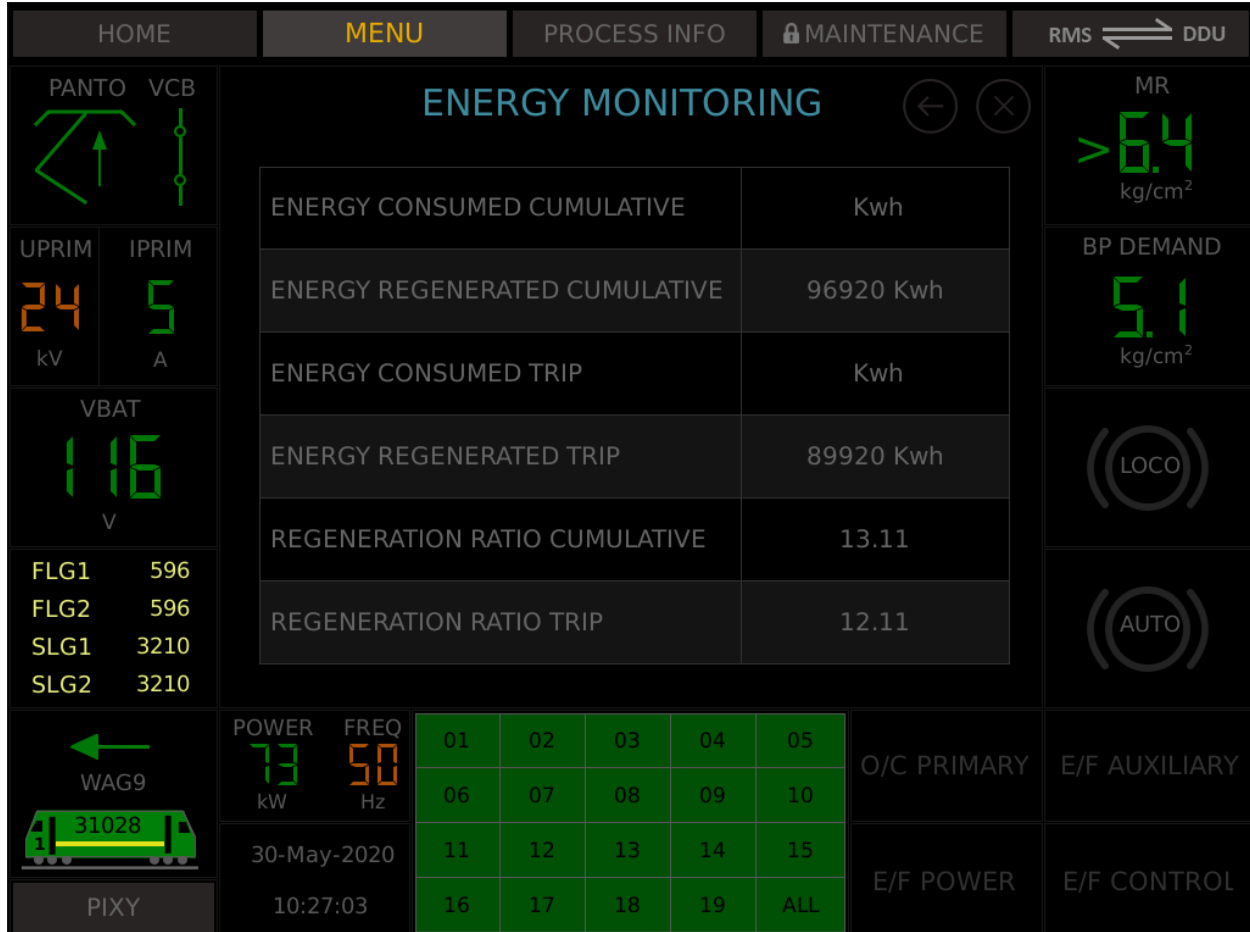 HOME MENU PROCESS INFO MAINTENANCE RMS DDU
PANTO VCB
ENERGY MONITORING
MR
>6.4
kg/cm²
ENERGY CONSUMED CUMULATIVE Kwh
ENERGY REGENERATED CUMULATIVE 96920 Kwh
ENERGY CONSUMED TRIP Kwh
ENERGY REGENERATED TRIP 89920 Kwh
REGENERATION RATIO CUMULATIVE 13.11
REGENERATION RATIO TRIP 12.11
UPRIM IPRIM
24 5
kV A
BP DEMAND
5.1
kg/cm²
VBAT
116
V
LOCO
FLG1 596
FLG2 596
SLG1 3210
SLG2 3210
AUTO
WAG9
31028
1
PIXY
POWER FREQ
73 50
kW Hz
30-May-2020
10:27:03
01 02 03 04 05
06 07 08 09 10
11 12 13 14 15
16 17 18 19 ALL
O/C PRIMARY E/F AUXILIARY
E/F POWER E/F CONTROL